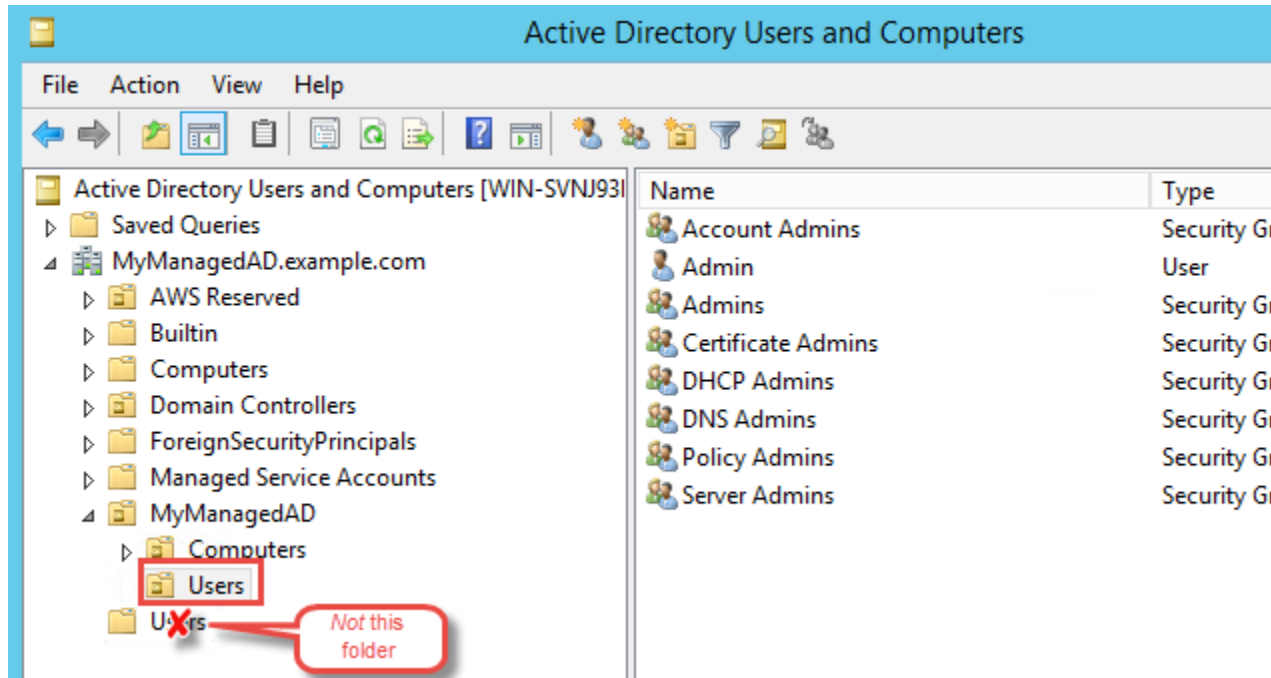 Active Directory Users and Computers
File Action View Help
Active Directory Users and Computers [WIN-SVNJ93
Saved Queries
MyManagedAD.example.com
AWS Reserved
Builtin
Computers
Domain Controllers
ForeignSecurityPrincipals
Managed Service Accounts
MyManagedAD
Computers
Users
Users
Not this
folder
Name Type
Account Admins Security Gr
Admin User
Admins Security Gr
Certificate Admins Security Gr
DHCP Admins Security Gr
DNS Admins Security Gr
Policy Admins Security Gr
Server Admins Security Gr